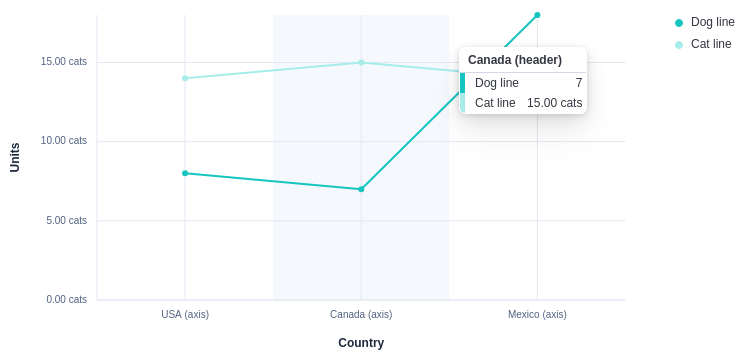 Dog line
Cat line
15.00 cats
10.00 cats
5.00 cats
0.00 cats
Units
Canada (header)
Dog line 7
Cat line 15.00 cats
USA (axis)
Canada (axis)
Mexico (axis)
Country